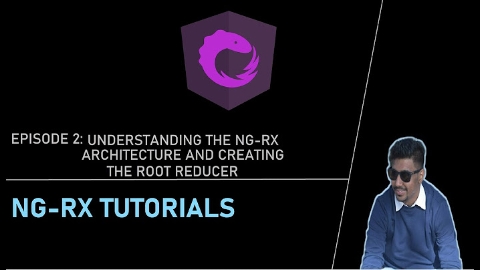 EPISODE 2: UNDERSTANDING THE NG-RX
ARCHITECTURE AND CREATING
THE ROOT REDUCER
NG-RX TUTORIALS